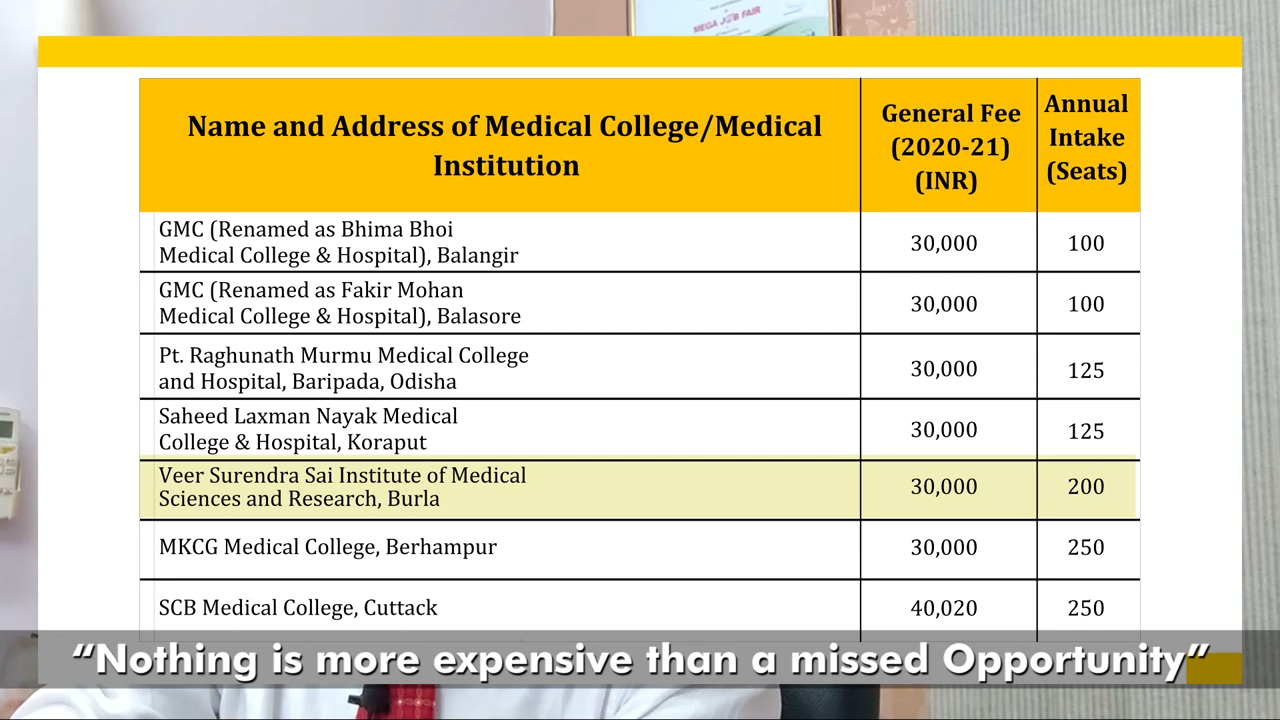 MEGA JOB FAIR
Name and Address of Medical College/Medical
Institution
General Fee
(2020-21)
(INR)
Annual
Intake
(Seats)
GMC (Renamed as Bhima Bhoi
Medical College & Hospital), Balangir
30,000
100
GMC (Renamed as Fakir Mohan
Medical College & Hospital), Balasore
30,000
100
Pt. Raghunath Murmu Medical College
and Hospital, Baripada, Odisha
30,000
125
Saheed Laxman Nayak Medical
College & Hospital, Koraput
30,000
125
Veer Surendra Sai Institute of Medical
Sciences and Research, Burla
30,000
200
MKCG Medical College, Berhampur
30,000
250
SCB Medical College, Cuttack
40,020
250
“Nothing is more expensive than a missed Opportunity”